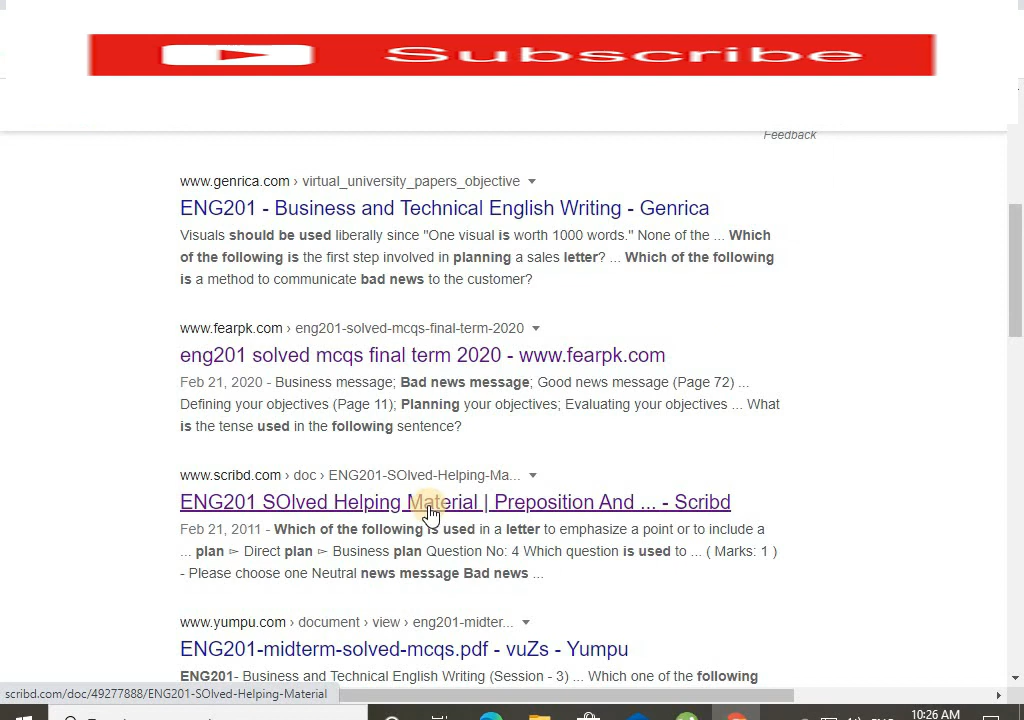 Subscribe
Feedback
www.genrica.com › virtual_university_papers_objective
ENG201 - Business and Technical English Writing - Genrica
Visuals should be used liberally since "One visual is worth 1000 words." None of the ... Which
of the following is the first step involved in planning a sales letter? ... Which of the following
is a method to communicate bad news to the customer?
www.fearpk.com › eng201-solved-mcqs-final-term-2020
eng201 solved mcqs final term 2020 - www.fearpk.com
Feb 21, 2020 - Business message; Bad news message; Good news message (Page 72) ...
Defining your objectives (Page 11); Planning your objectives; Evaluating your objectives ... What
is the tense used in the following sentence?
www.scribd.com › doc › ENG201-SOlved-Helping-Ma...
ENG201 SOlved Helping Material | Preposition And ... - Scribd
Feb 21, 2011 - Which of the following is used in a letter to emphasize a point or to include a
... plan ► Direct plan ► Business plan Question No: 4 Which question is used to ... ( Marks: 1 )
- Please choose one Neutral news message Bad news ...
www.yumpu.com › document › view › eng201-midter...
ENG201-midterm-solved-mcqs.pdf - vuZs - Yumpu
ENG201- Business and Technical English Writing (Session - 3) ... Which one of the following
scribd.com/doc/49277888/ENG201-SOlved-Helping-Material
10:26 AM